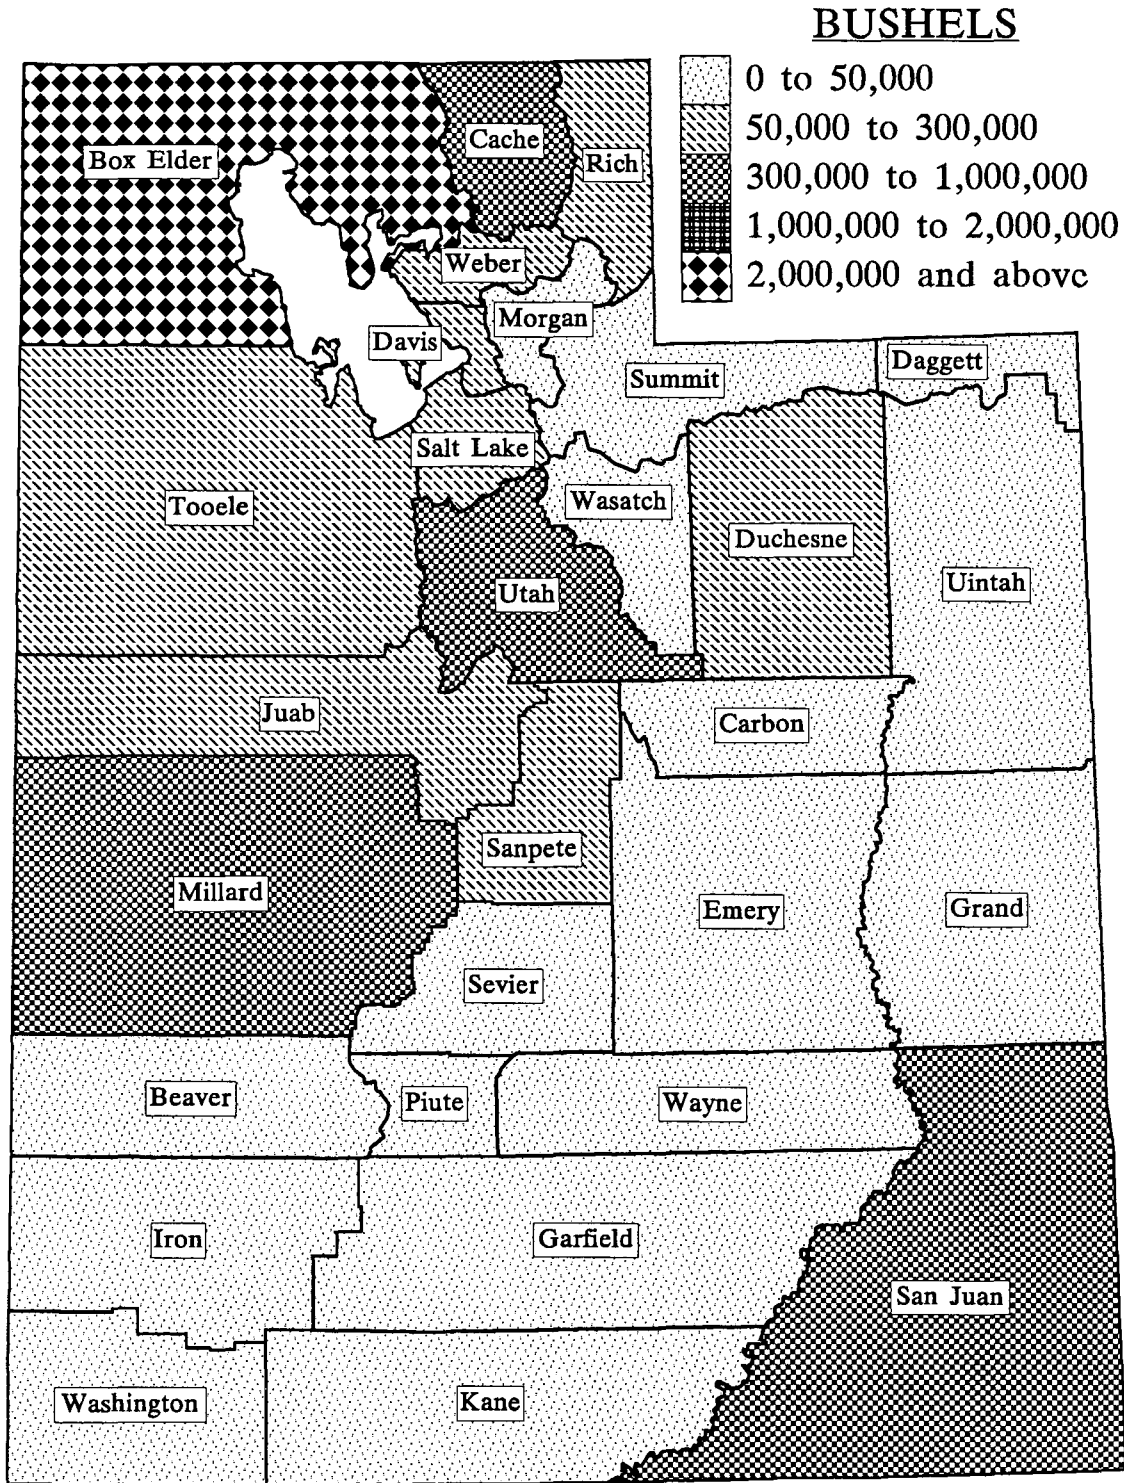 BUSHELS
0 to 50,000
50,000 to 300,000
300,000 to 1,000,000
1,000,000 to 2,000,000
2,000,000 and above
Cache
Box Elder
Rich
Weber
Morgan
Davis
Daggett
Summit
Salt Lake
Wasatch
Tooele
Duchesne
Uintah
Utah
Juab
Carbon
Sanpete
Millard
Emery
Grand
Sevier
Beaver
Piute
Wayne
Iron
Garfield
San Juan
Washington
Kane